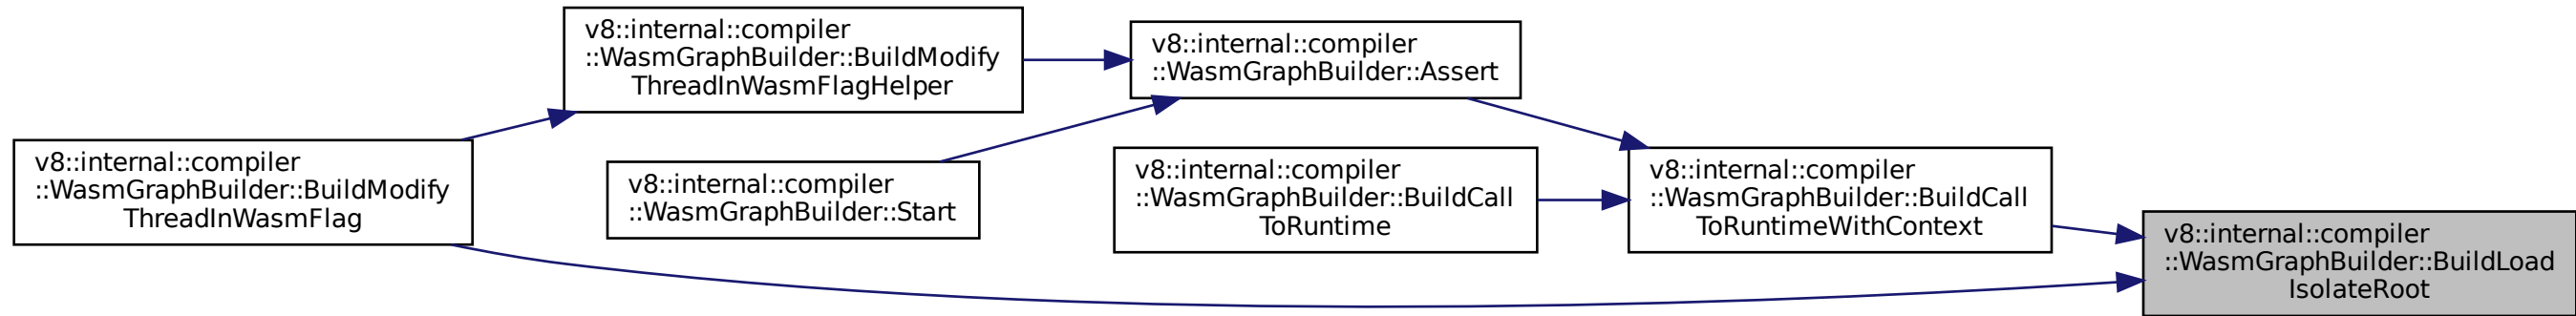 v8::internal::compiler
::WasmGraphBuilder::BuildModify
ThreadInWasmFlagHelper
v8::internal::compiler
::WasmGraphBuilder::Assert
v8::internal::compiler
::WasmGraphBuilder::BuildModify
ThreadInWasmFlag
v8::internal::compiler
::WasmGraphBuilder::Start
v8::internal::compiler
::WasmGraphBuilder::BuildCall
ToRuntime
v8::internal::compiler
::WasmGraphBuilder::BuildCall
ToRuntimeWithContext
v8::internal::compiler
::WasmGraphBuilder::BuildLoad
IsolateRoot